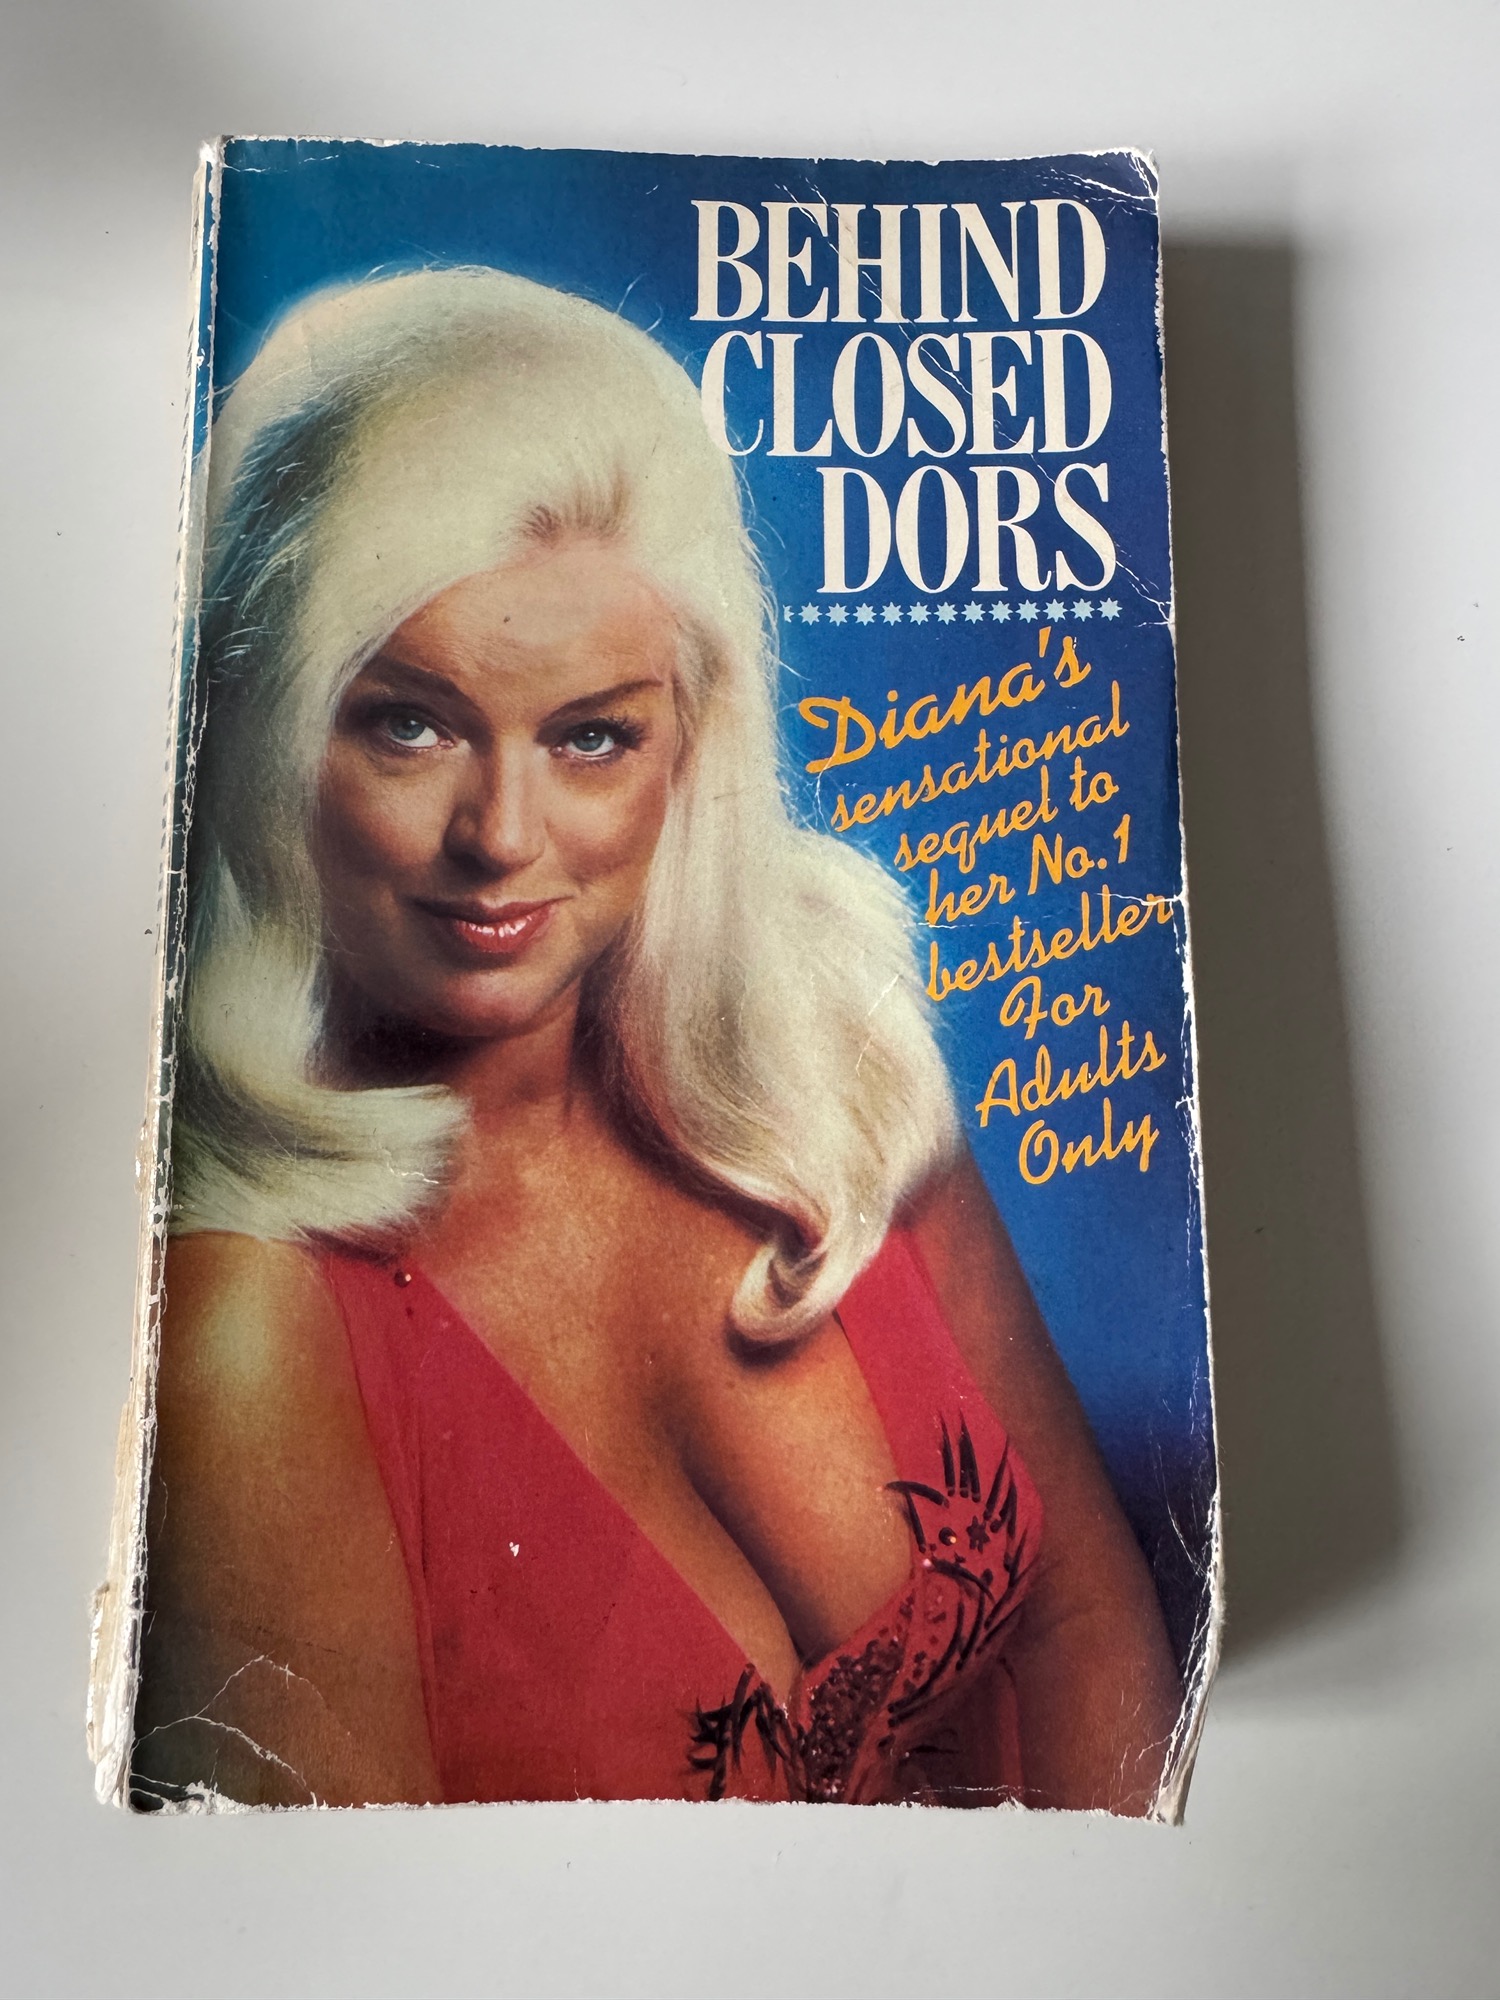 BEHIND
CLOSED
DORS
Diana's
sensational
sequel to
her No.1
bestseller
For
Adults
Only